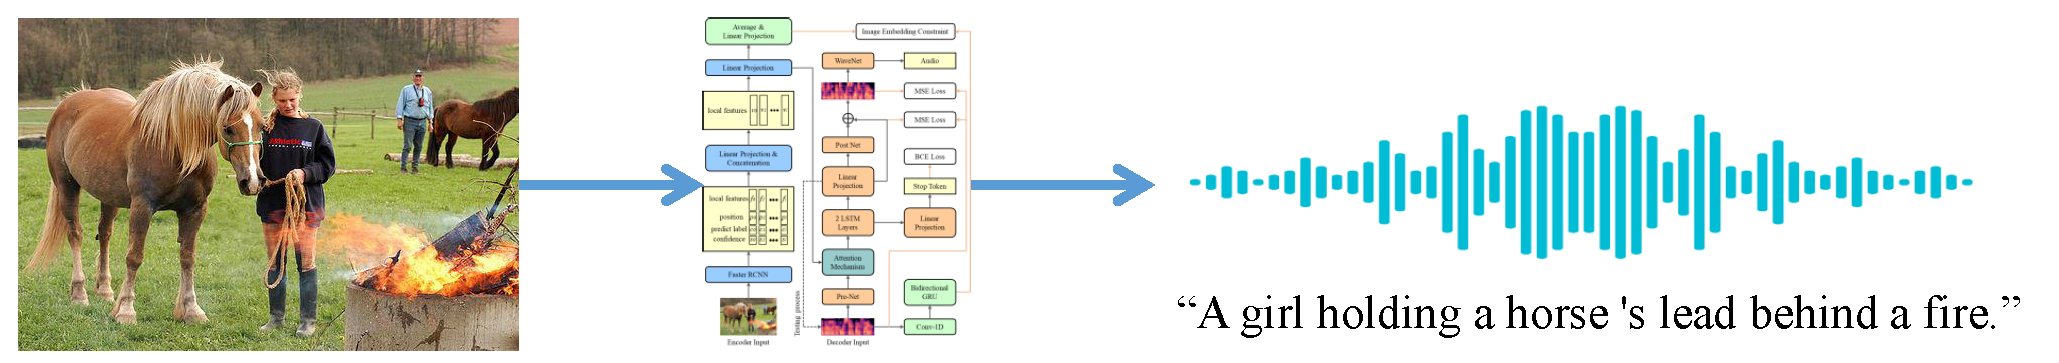 Athletic
Average &
Linear Projection
Linear Projection
local features
Linear Projection &
Concatenation
local features
position
predict label
confidence
Faster RCNN
Encoder Input
Testing process
Image Embedding Constraint
WaveNet
Audio
MSE Loss
MSE Loss
Post Net
BCE Loss
Linear
Projection
Stop Token
2 LSTM
Layers
Linear
Projection
Attention
Mechanism
Pre-Net
Bidirectional
GRU
Conv-1D
Decoder Input
“A girl holding a horse 's lead behind a fire.”